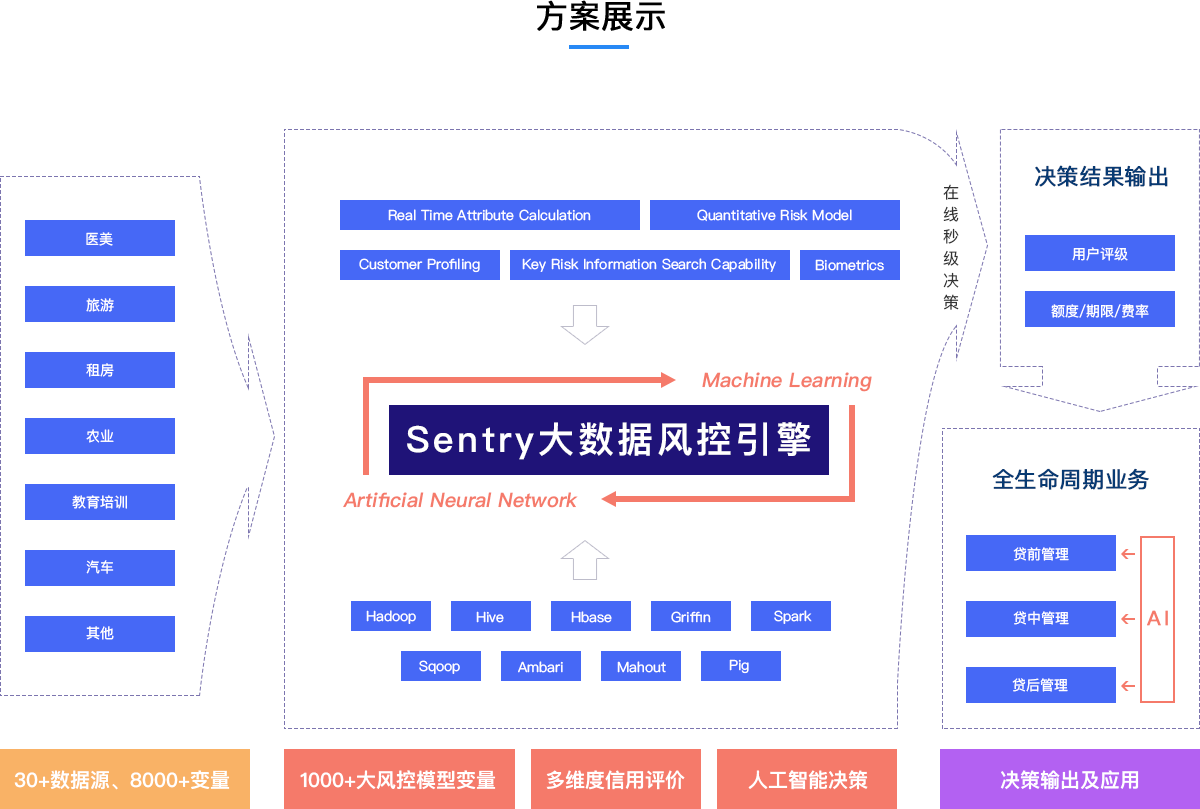 方案展示
医美
旅游
租房
农业
教育培训
汽车
其他
Real Time Attribute Calculation
Quantitative Risk Model
Customer Profiling
Key Risk Information Search Capability
Biometrics
Machine Learning
Sentry大数据风控引擎
Artificial Neural Network
Hadoop
Hive
Hbase
Griffin
Spark
Sqoop
Ambari
Mahout
Pig
在线秒级决策
决策结果输出
用户评级
额度/期限/费率
全生命周期业务
贷前管理
贷中管理
贷后管理
AI
30+数据源、8000+变量
1000+大风控模型变量
多维度信用评价
人工智能决策
决策输出及应用